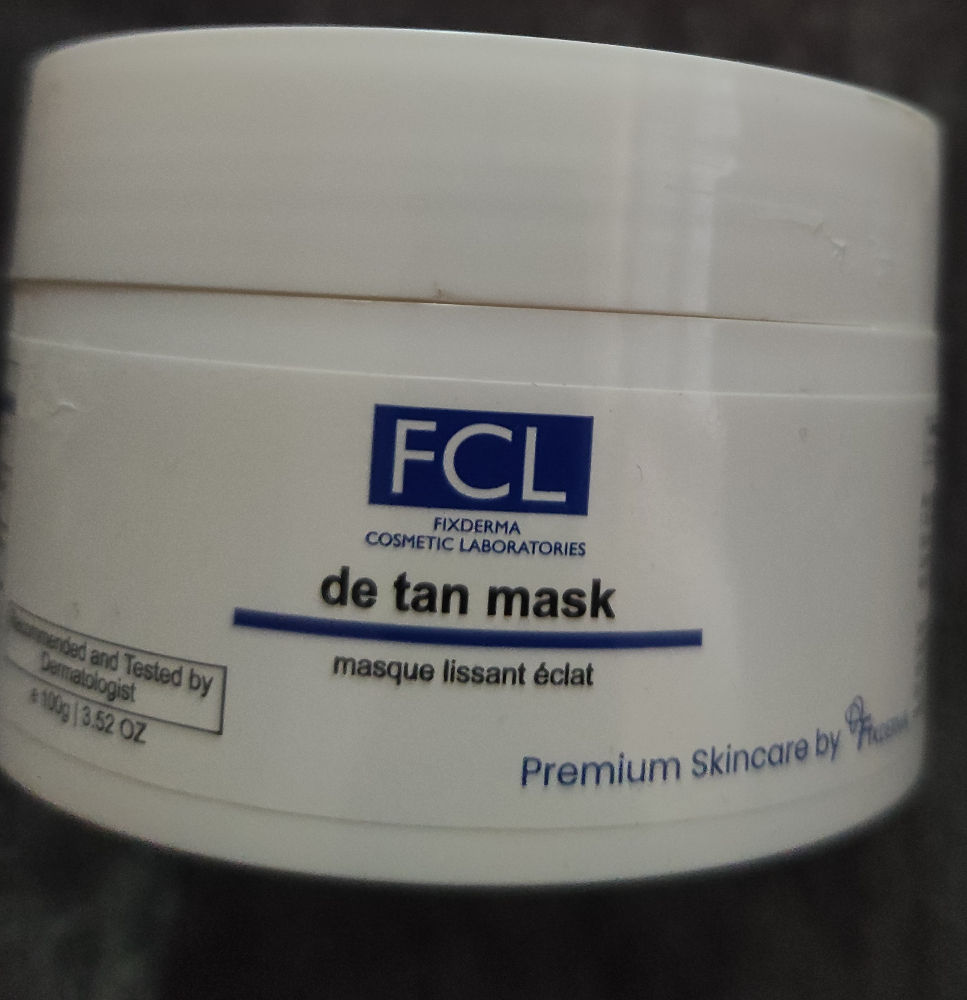 FCL
FIXDERMA
COSMETIC LABORATORIES
de tan mask
masque lissant éclat
Recommended and Tested by
Dermatologist
e 100g | 3.52 OZ
Premium Skincare by FIXDERMA